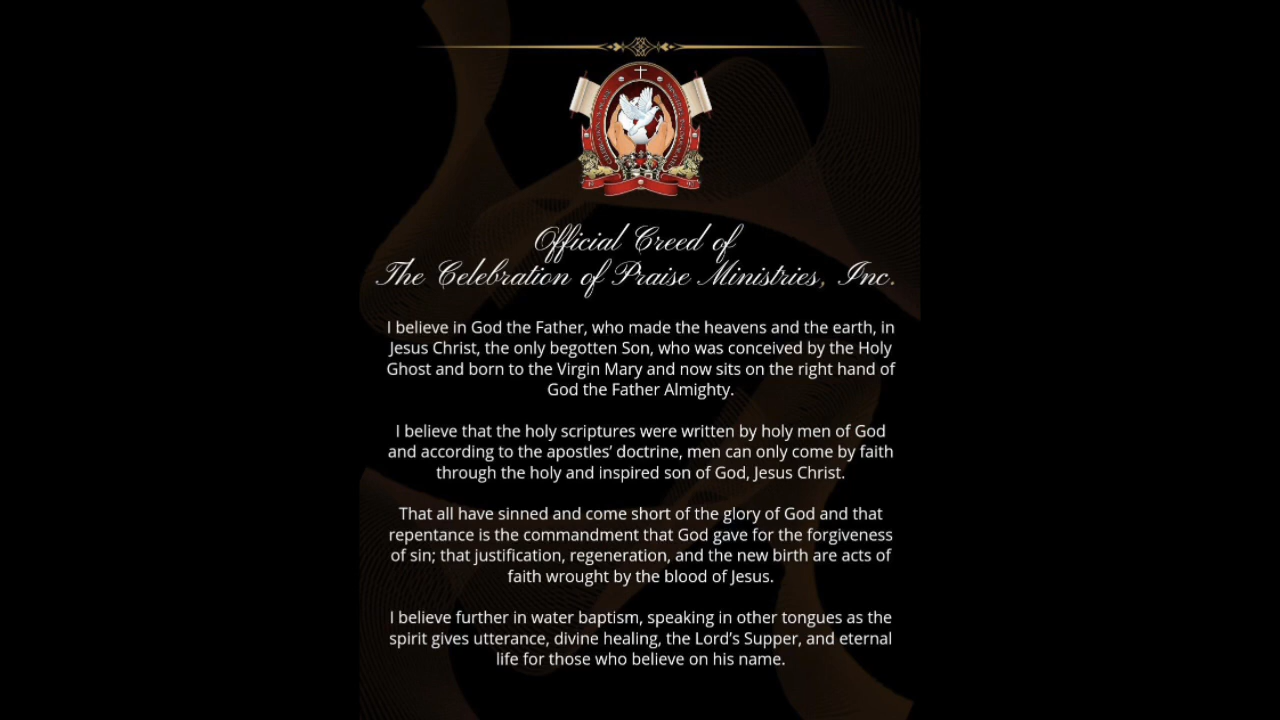 Official Creed of
The Celebration of Praise Ministries, Inc.
I believe in God the Father, who made the heavens and the earth, in
Jesus Christ, the only begotten Son, who was conceived by the Holy
Ghost and born to the Virgin Mary and now sits on the right hand of
God the Father Almighty.
I believe that the holy scriptures were written by holy men of God
and according to the apostles’ doctrine, men can only come by faith
through the holy and inspired son of God, Jesus Christ.
That all have sinned and come short of the glory of God and that
repentance is the commandment that God gave for the forgiveness
of sin; that justification, regeneration, and the new birth are acts of
faith wrought by the blood of Jesus.
I believe further in water baptism, speaking in other tongues as the
spirit gives utterance, divine healing, the Lord’s Supper, and eternal
life for those who believe on his name.